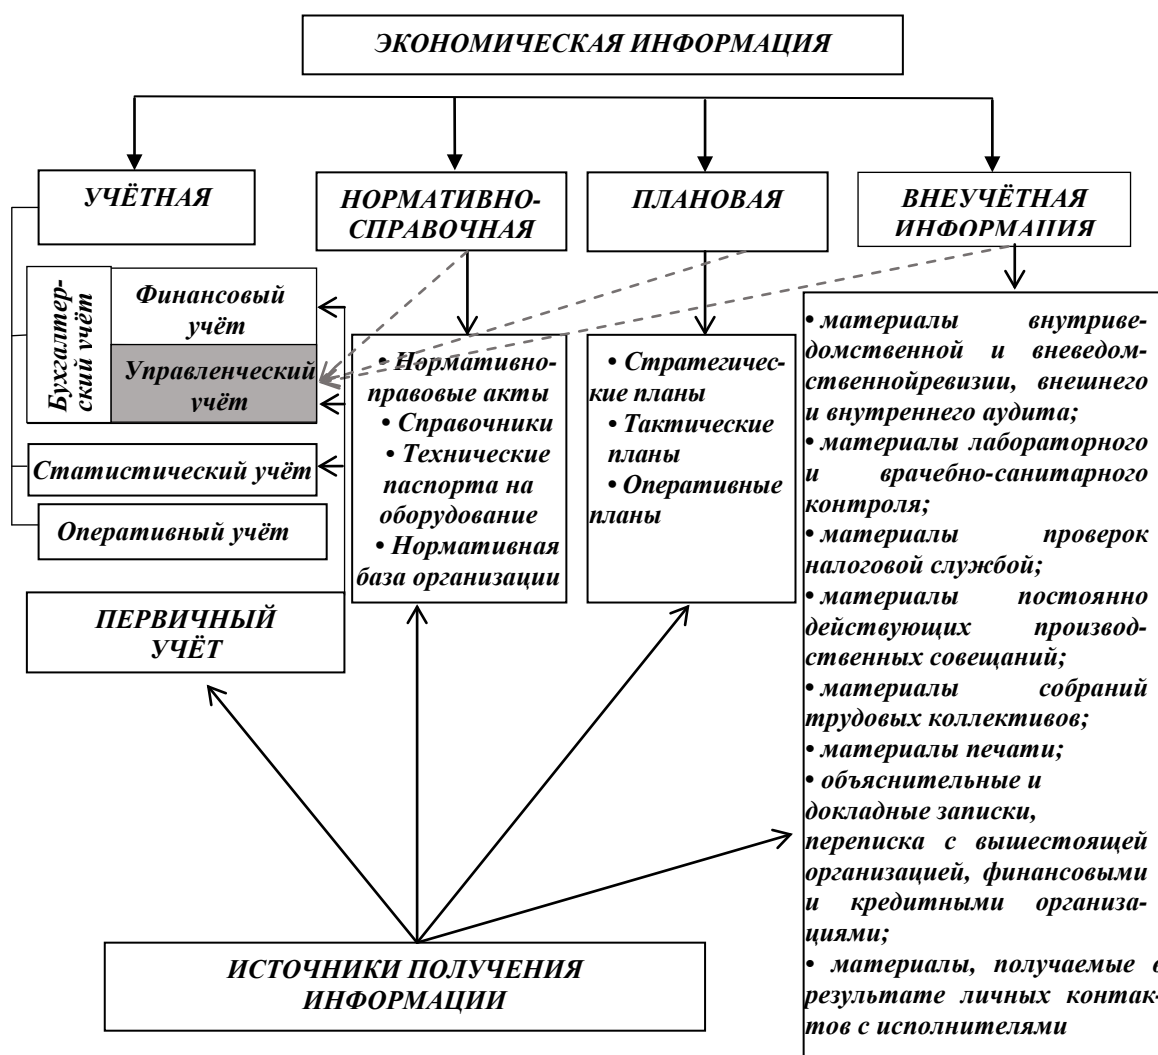 ЭКОНОМИЧЕСКАЯ ИНФОРМАЦИЯ
УЧЁТНАЯ
НОРМАТИВНО-
СПРАВОЧНАЯ
ПЛАНОВАЯ
ВНЕУЧЁТНАЯ
ИНФОРМАЦИЯ
Бухгалтер-
ский учёт
Финансовый
учёт
Управленческий
учёт
Статистический учёт
Оперативный учёт
ПЕРВИЧНЫЙ
УЧЁТ
• Нормативно-
правовые акты
• Справочники
• Технические
паспорта на
оборудование
• Нормативная
база организации
• Стратегичес-
кие планы
• Тактические
планы
• Оперативные
планы
• материалы внутриве-
домственной и вневедом-
ственнойревизии, внешнего
и внутреннего аудита;
• материалы лабораторного
и врачебно-санитарного
контроля;
• материалы проверок
налоговой службой;
• материалы постоянно
действующих производ-
ственных совещаний;
• материалы собраний
трудовых коллективов;
• материалы печати;
• объяснительные и
докладные записки,
переписка с вышестоящей
организацией, финансовыми
и кредитными организа-
циями;
• материалы, получаемые в
результате личных контак-
тов с исполнителями
ИСТОЧНИКИ ПОЛУЧЕНИЯ
ИНФОРМАЦИИ